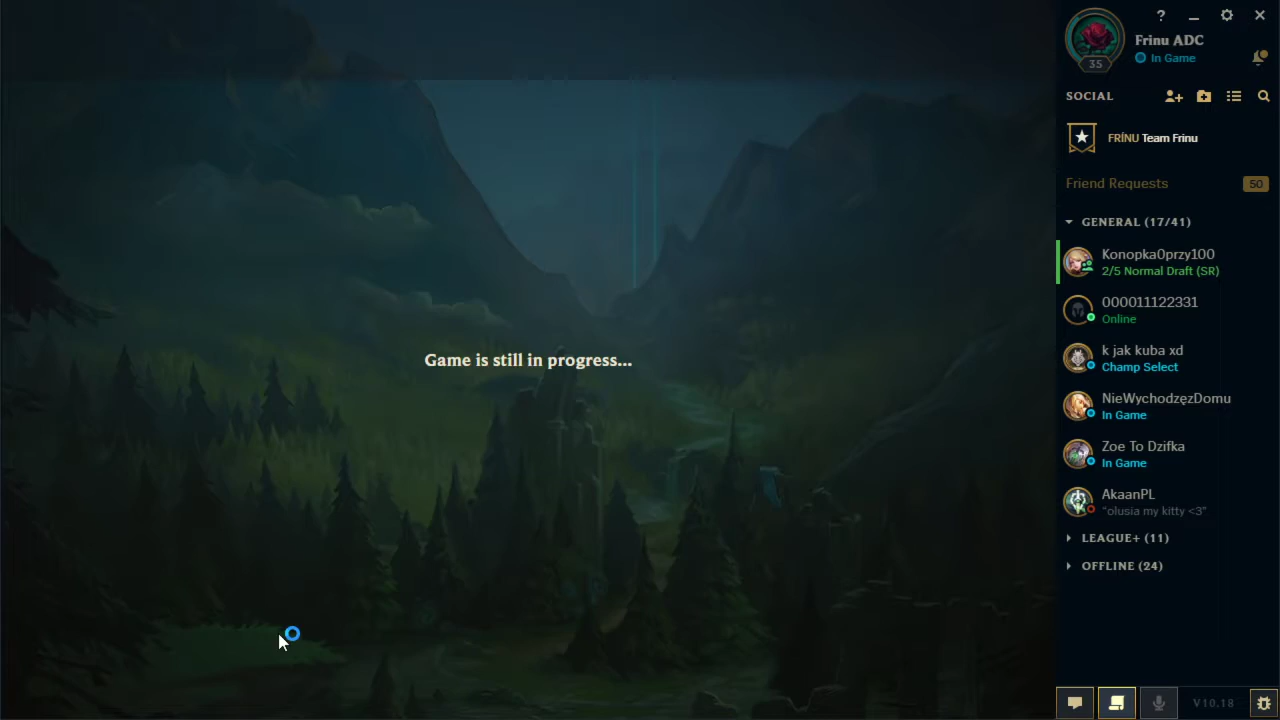 ?
Frinu ADC
35
In Game
SOCIAL
FRÍNU Team Frinu
Friend Requests
50
GENERAL (17/41)
Konopka0przy100
2/5 Normal Draft (SR)
000011122331
Online
k jak kuba xd
Champ Select
NieWychodzęzDomu
In Game
Zoe To Dzifka
In Game
AkaanPL
"olusia my kitty <3"
LEAGUE+ (11)
OFFLINE (24)
Game is still in progress...
V10.18